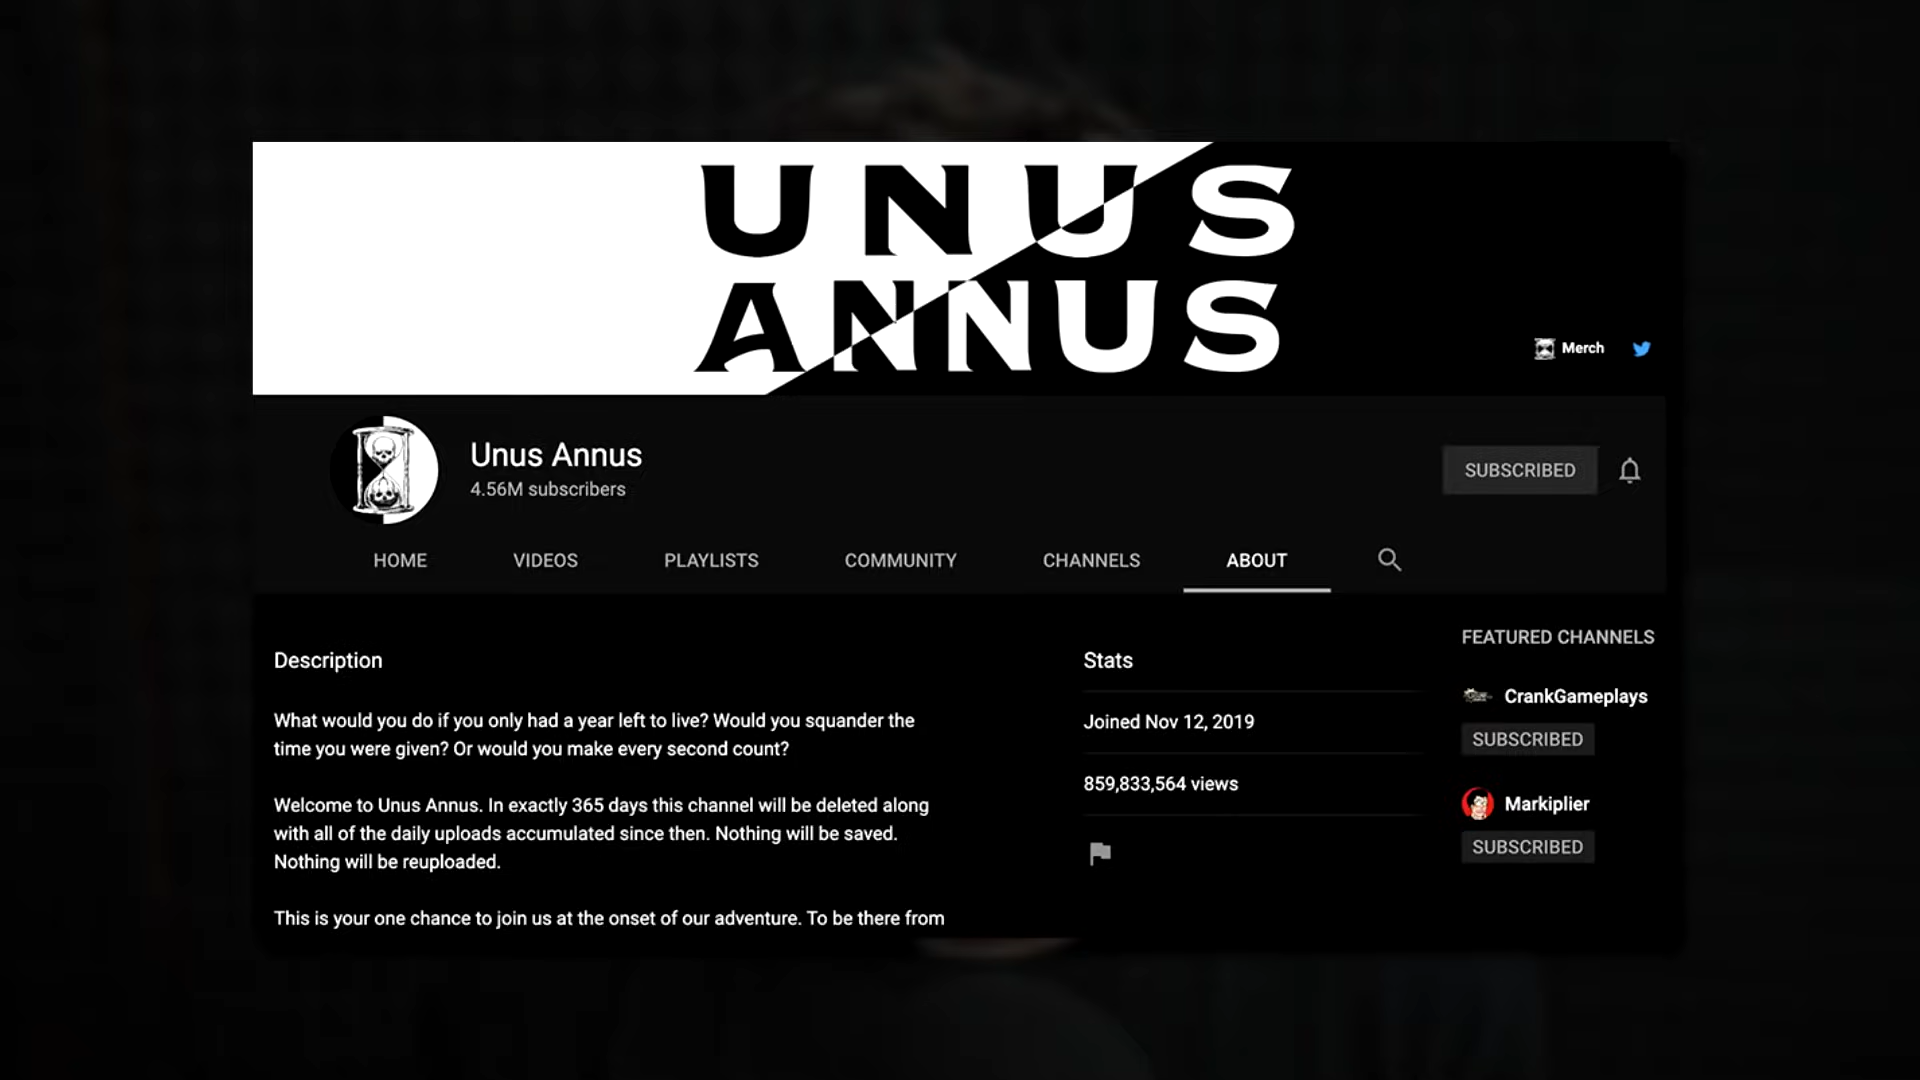 UNUS
ANNUS
Merch
Unus Annus
4.56M subscribers
SUBSCRIBED
HOME
VIDEOS
PLAYLISTS
COMMUNITY
CHANNELS
ABOUT
Description
What would you do if you only had a year left to live? Would you squander the
time you were given? Or would you make every second count?
Welcome to Unus Annus. In exactly 365 days this channel will be deleted along
with all of the daily uploads accumulated since then. Nothing will be saved.
Nothing will be reuploaded.
This is your one chance to join us at the onset of our adventure. To be there from
Stats
Joined Nov 12, 2019
859,833,564 views
FEATURED CHANNELS
CrankGameplays
SUBSCRIBED
Markiplier
SUBSCRIBED